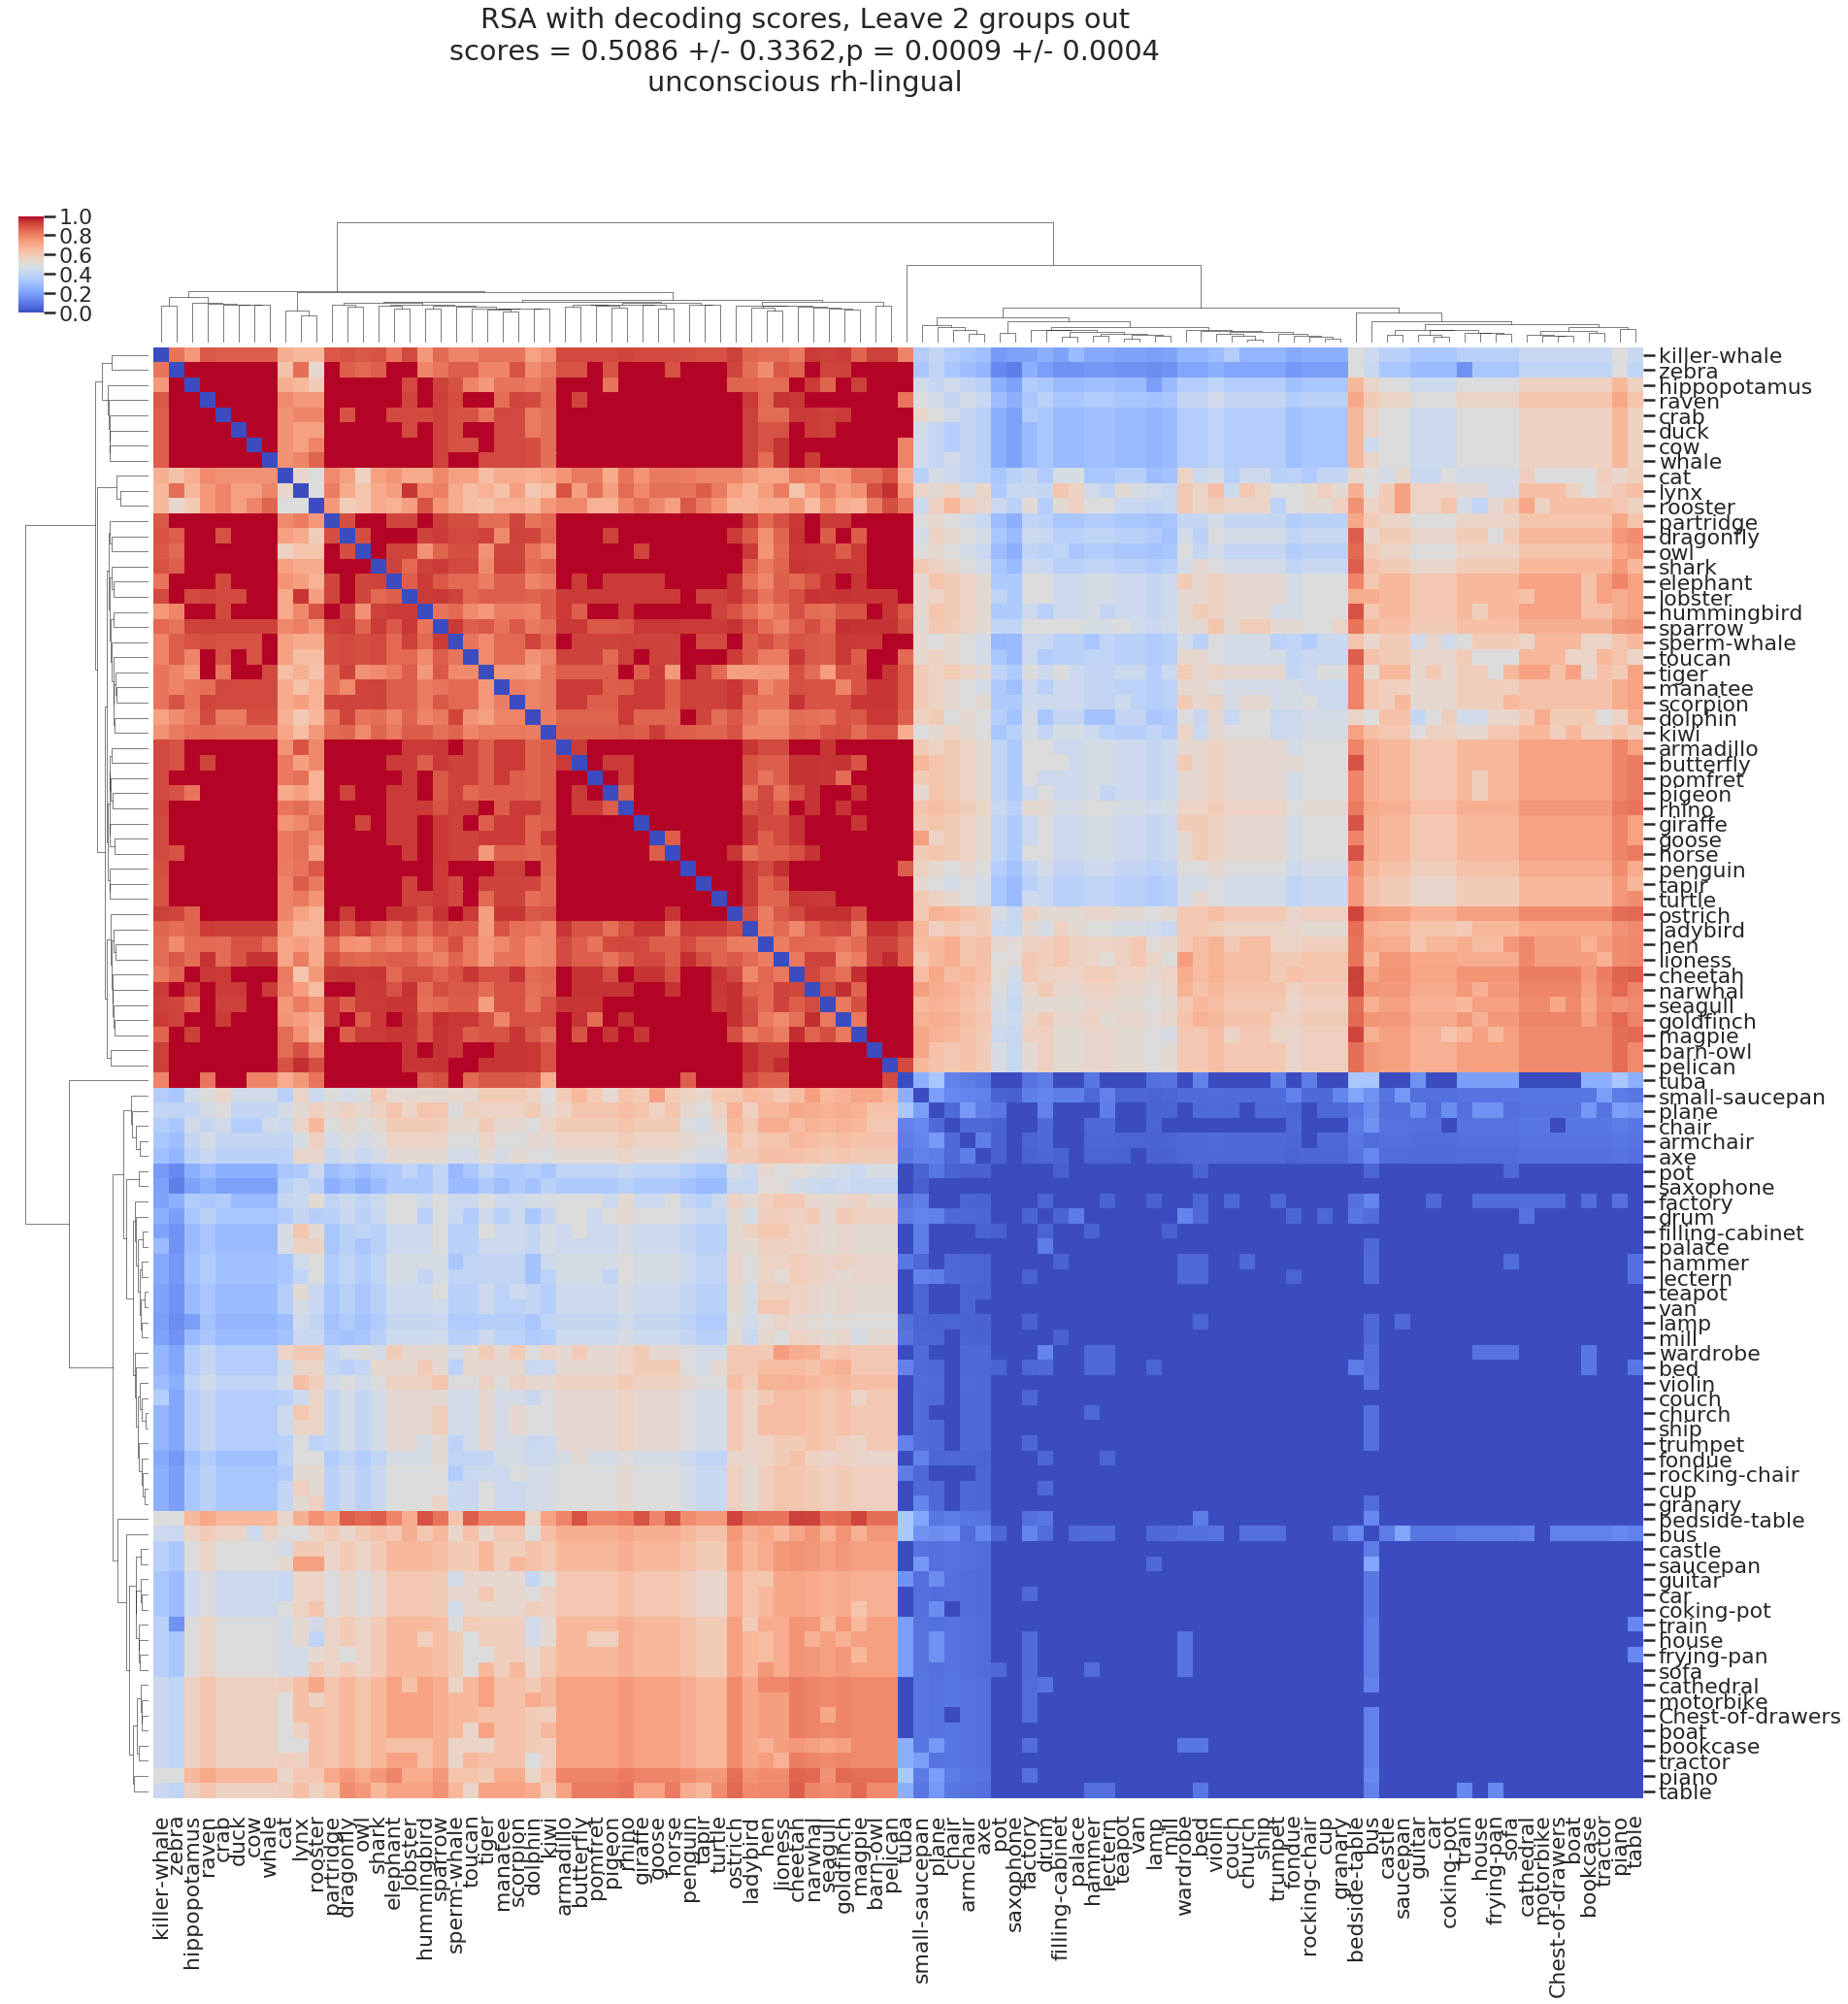 RSA with decoding scores, Leave 2 groups out
scores = 0.5086 +/- 0.3362,p = 0.0009 +/- 0.0004
unconscious rh-lingual
1.0
0.8
0.6
0.4
0.2
0.0
killer-whale
zebra
hippopotamus
raven
crab
duck
cow
whale
cat
lynx
rooster
partridge
dragonfly
owl
shark
elephant
lobster
hummingbird
sparrow
sperm-whale
toucan
tiger
manatee
scorpion
dolphin
kiwi
armadillo
butterfly
pomfret
pigeon
rhino
giraffe
goose
horse
penguin
tapir
turtle
ostrich
ladybird
hen
lioness
cheetah
narwhal
seagull
goldfinch
magpie
barn-owl
pelican
tuba
small-saucepan
plane
chair
armchair
axe
pot
saxophone
factory
drum
filling-cabinet
palace
hammer
lectern
teapot
van
lamp
mill
wardrobe
bed
violin
couch
church
ship
trumpet
fondue
rocking-chair
cup
granary
bedside-table
bus
castle
saucepan
guitar
car
coking-pot
train
house
frying-pan
sofa
cathedral
motorbike
Chest-of-drawers
boat
bookcase
tractor
piano
table
killer-whale
zebra
hippopotamus
raven
crab
duck
cow
whale
cat
lynx
rooster
partridge
dragonfly
owl
shark
elephant
lobster
hummingbird
sparrow
sperm-whale
toucan
tiger
manatee
scorpion
dolphin
kiwi
armadillo
butterfly
pomfret
pigeon
rhino
giraffe
goose
horse
penguin
tapir
turtle
ostrich
ladybird
hen
lioness
cheetah
narwhal
seagull
goldfinch
magpie
barn-owl
pelican
tuba
small-saucepan
plane
chair
armchair
axe
pot
saxophone
factory
drum
filling-cabinet
palace
hammer
lectern
teapot
van
lamp
mill
wardrobe
bed
violin
couch
church
ship
trumpet
fondue
rocking-chair
cup
granary
bedside-table
bus
castle
saucepan
guitar
car
coking-pot
train
house
frying-pan
sofa
cathedral
motorbike
Chest-of-drawers
boat
bookcase
tractor
piano
table